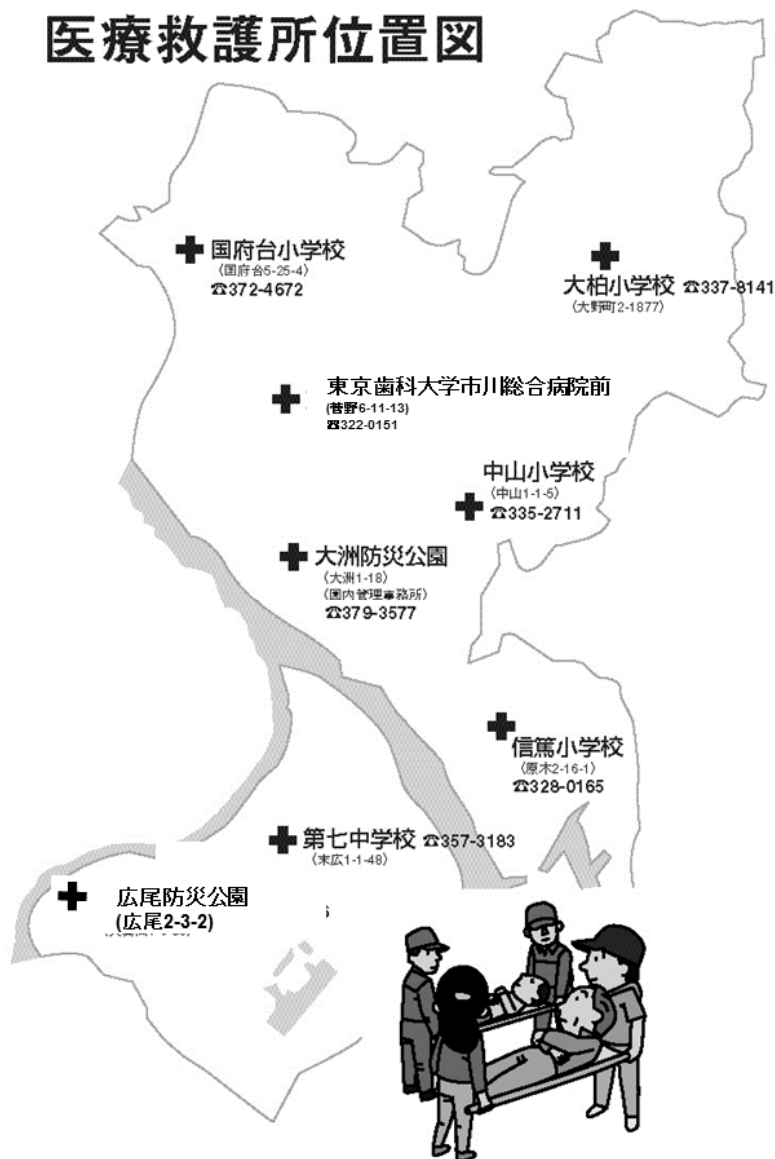 医療救護所位置図
国府台小学校
（国府台5-25-4）
☎372-4672
大柏小学校 ☎337-8141
（大野町2-1877）
東京歯科大学市川総合病院前
(菅野6-11-13)
☎322-0151
中山小学校
（中山1-1-5）
☎335-2711
大洲防災公園
（大洲1-18）
（園内管理事務所）
☎379-3577
信篤小学校
（原木2-16-1）
☎328-0165
第七中学校 ☎357-3183
（末広1-1-48）
広尾防災公園
(広尾2-3-2)